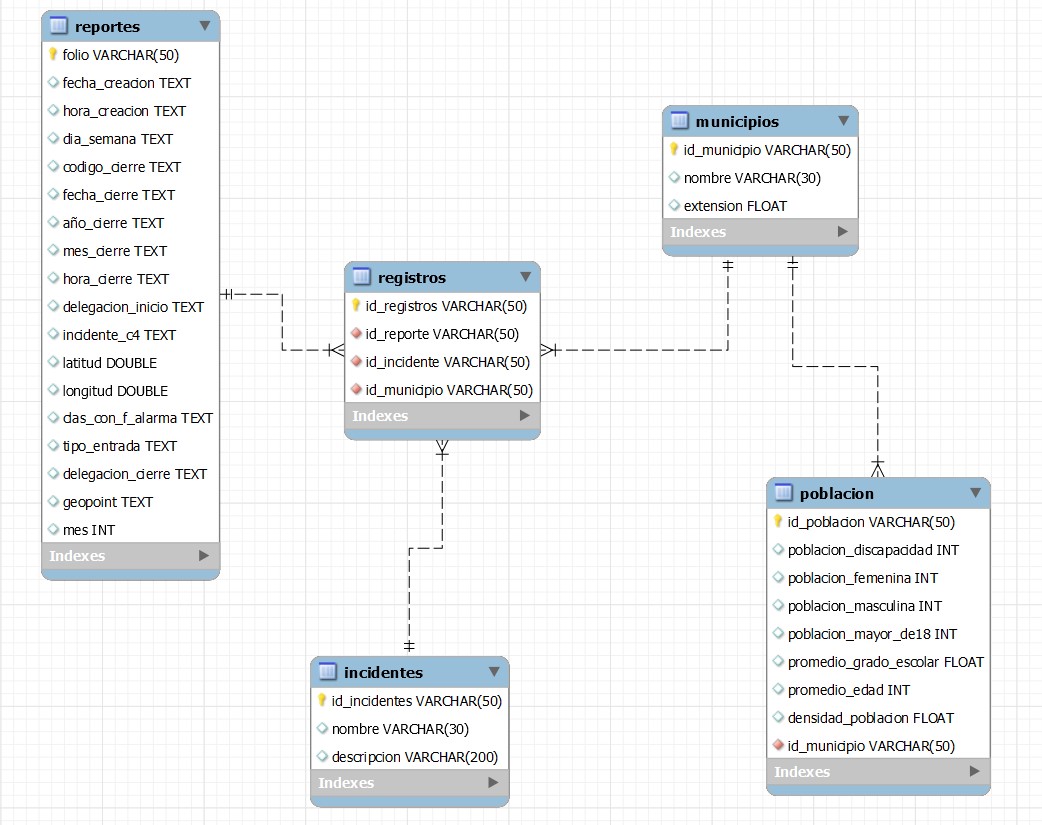 reportes
folio VARCHAR(50)
fecha_creacion TEXT
hora_creacion TEXT
dia_semana TEXT
codigo_cierre TEXT
fecha_cierre TEXT
año_cierre TEXT
mes_cierre TEXT
hora_cierre TEXT
delegacion_inicio TEXT
incidente_c4 TEXT
latitud DOUBLE
longitud DOUBLE
clas_con_f_alarma TEXT
tipo_entrada TEXT
delegacion_cierre TEXT
geopoint TEXT
mes INT
Indexes
registros
id_registros VARCHAR(50)
id_reporte VARCHAR(50)
id_incidente VARCHAR(50)
id_municipio VARCHAR(50)
Indexes
municipios
id_municipio VARCHAR(50)
nombre VARCHAR(30)
extension FLOAT
Indexes
incidentes
id_incidentes VARCHAR(50)
nombre VARCHAR(30)
descripcion VARCHAR(200)
Indexes
poblacion
id_poblacion VARCHAR(50)
poblacion_discapacidad INT
poblacion_femenina INT
poblacion_masculina INT
poblacion_mayor_de18 INT
promedio_grado_escolar FLOAT
promedio_edad INT
densidad_poblacion FLOAT
id_municipio VARCHAR(50)
Indexes